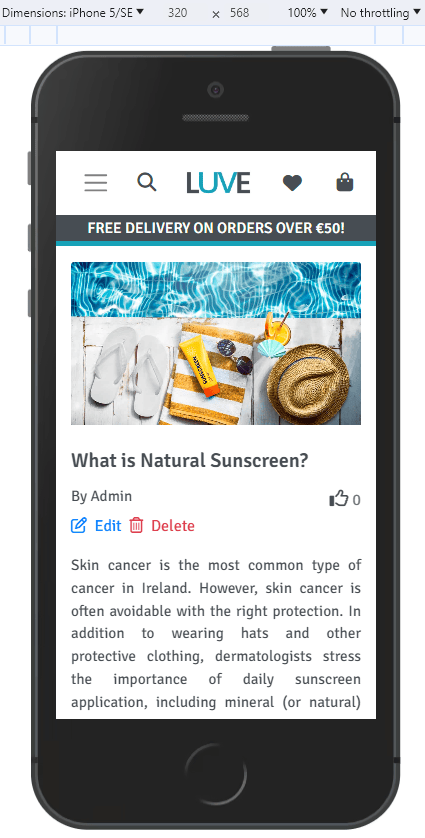 Dimensions: iPhone 5/SE 320 × 568 100% No throttling
LUVE
FREE DELIVERY ON ORDERS OVER €50!
SUNSCREEN
What is Natural Sunscreen?
By Admin 0
Edit Delete
Skin cancer is the most common type of
cancer in Ireland. However, skin cancer is
often avoidable with the right protection. In
addition to wearing hats and other
protective clothing, dermatologists stress
the importance of daily sunscreen
application, including mineral (or natural)